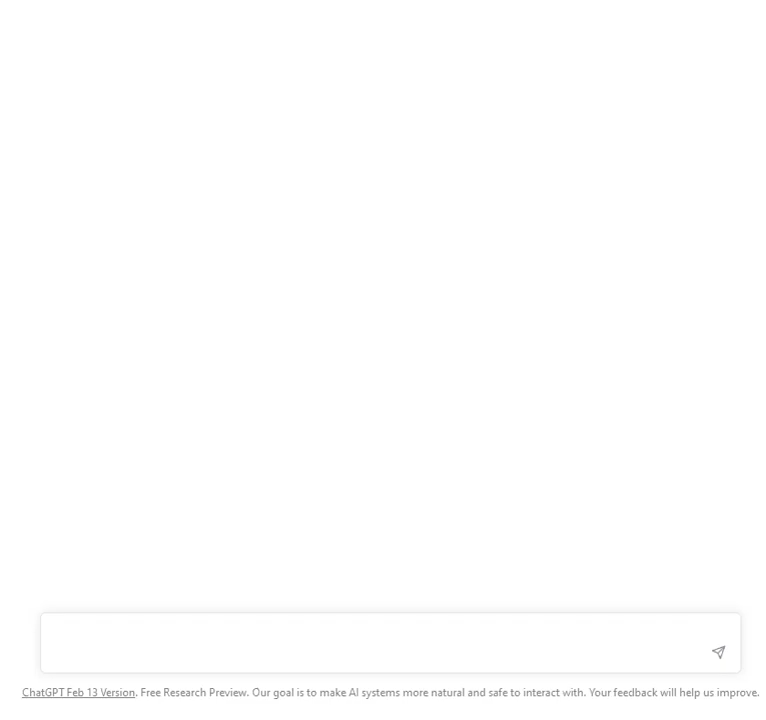 ChatGPT Feb 13 Version. Free Research Preview. Our goal is to make AI systems more natural and safe to interact with. Your feedback will help us improve.